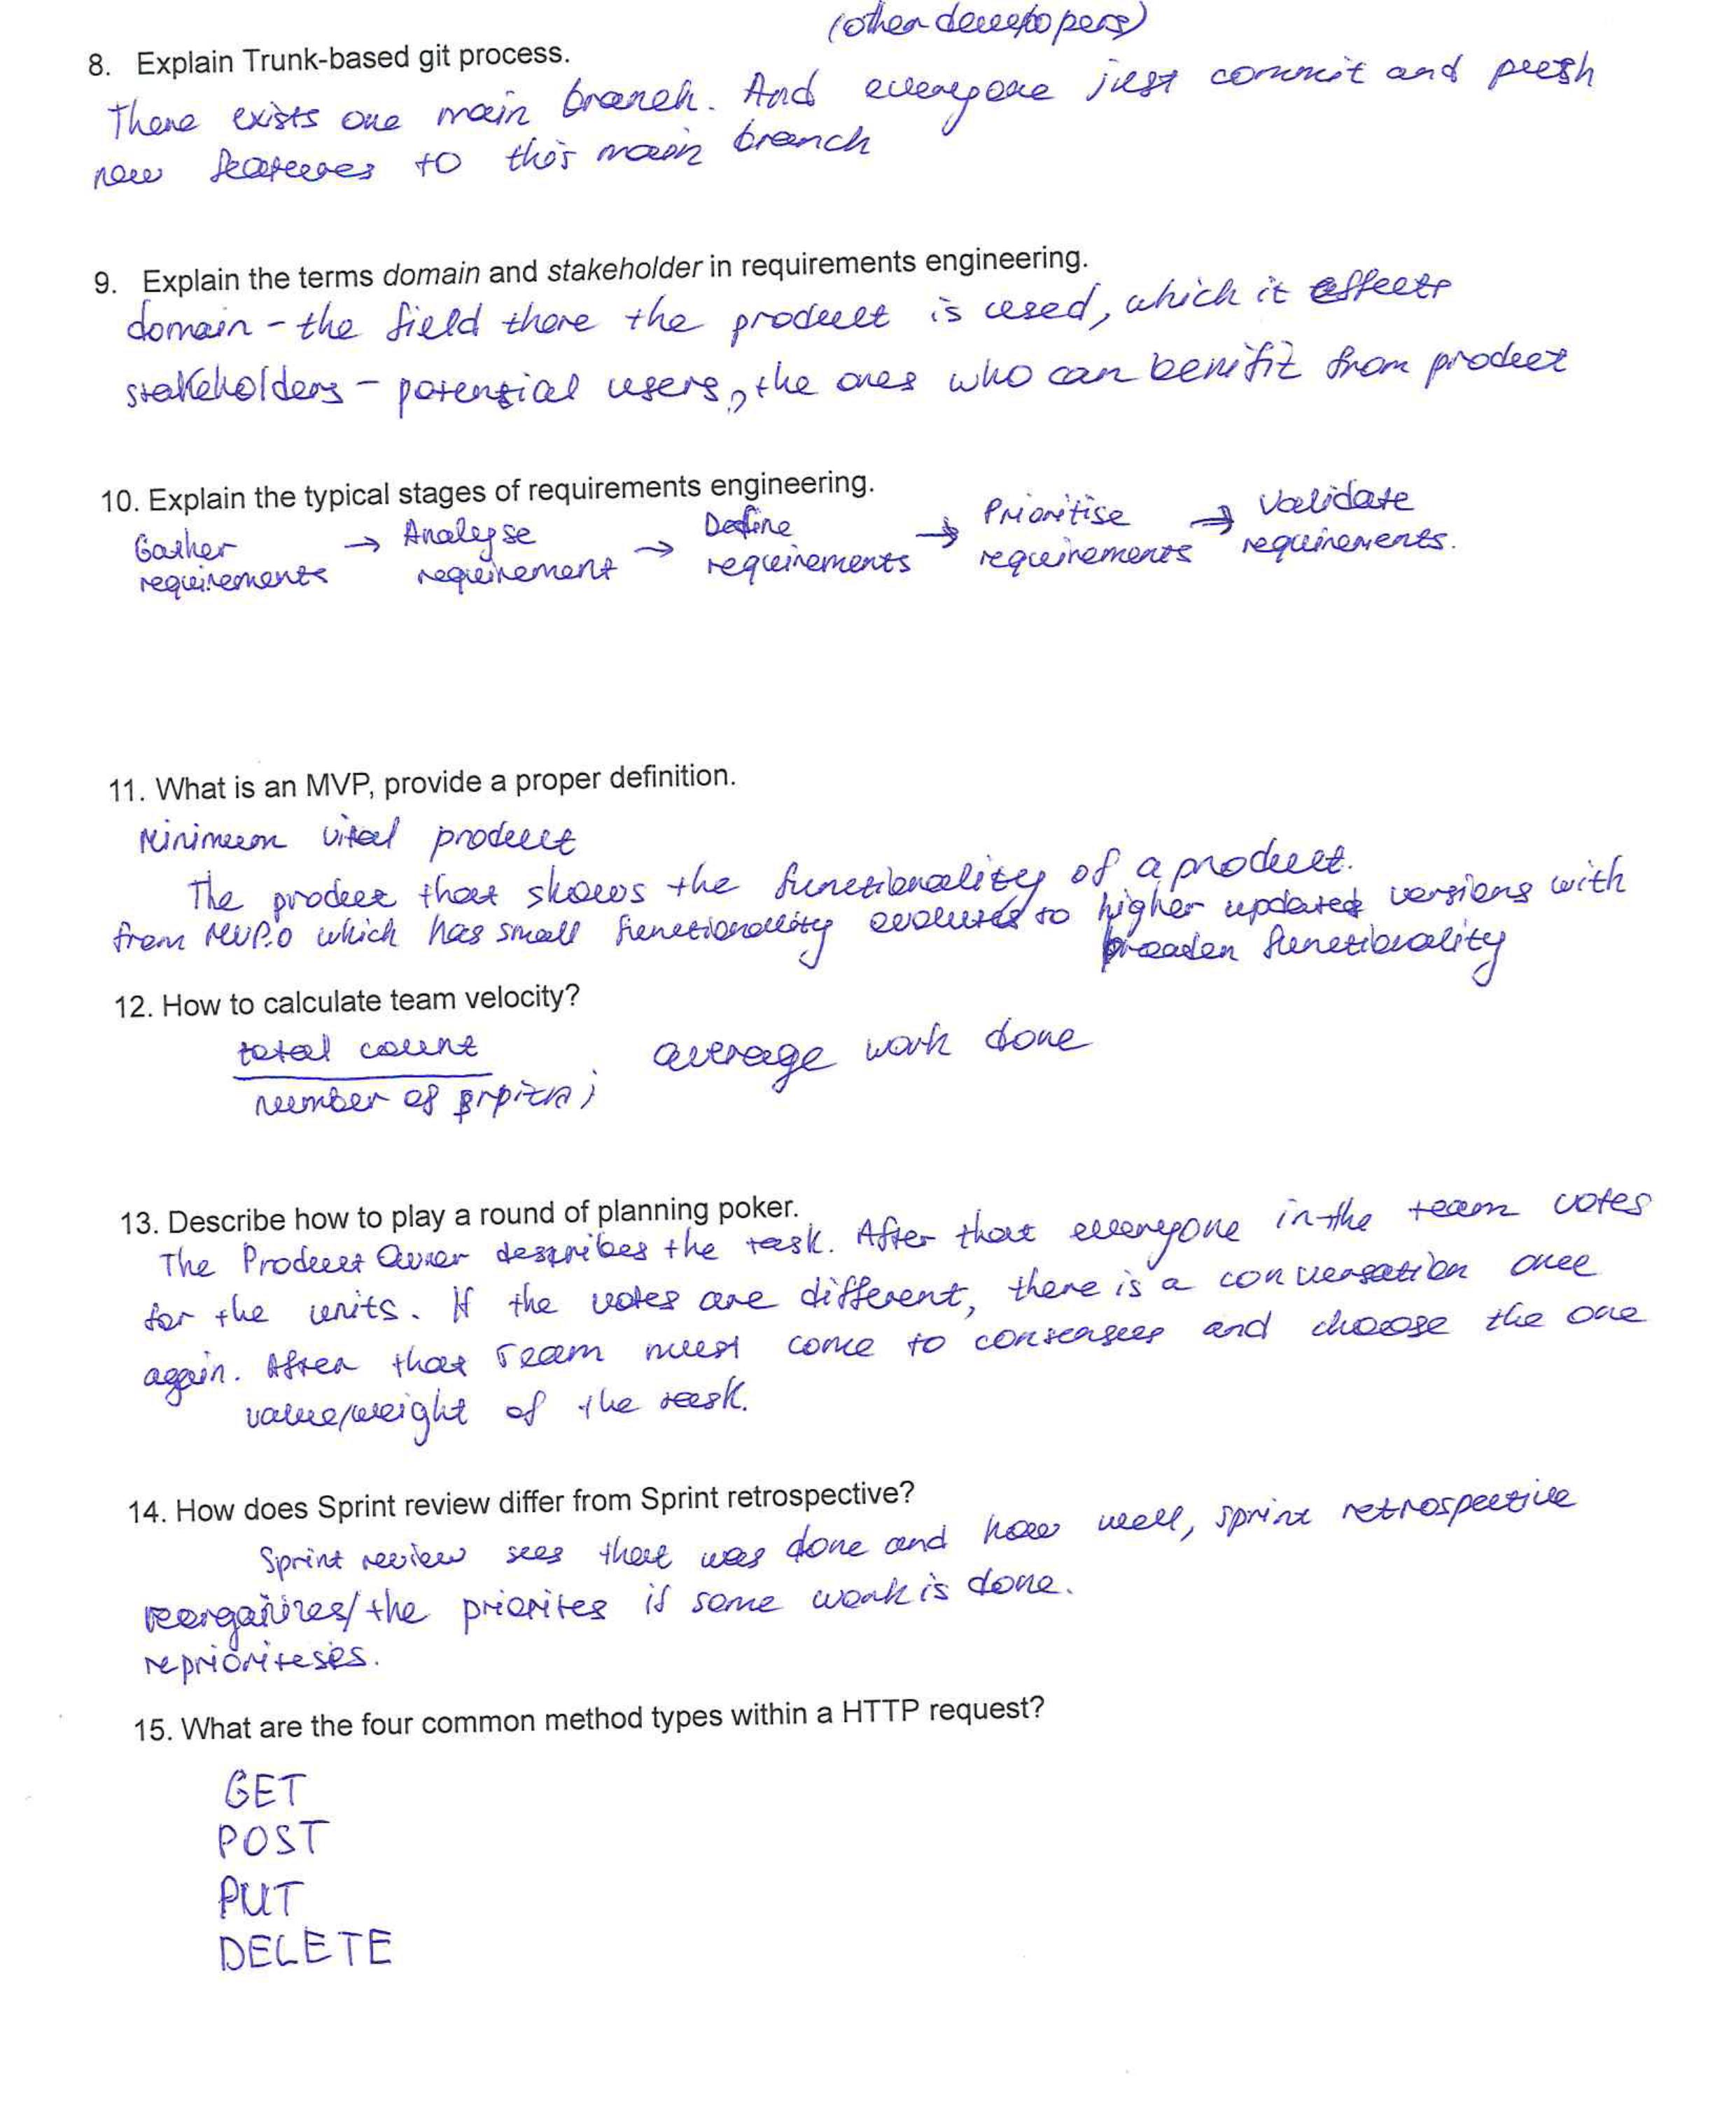 (other developers)
8. Explain Trunk-based git process.
There exists one main branch. And everyone just commit and push
new features to this main branch
9. Explain the terms domain and stakeholder in requirements engineering.
domain - the field there the product is used, which it effects
stakeholders - potential users, the ones who can benifit from product
10. Explain the typical stages of requirements engineering.
Gather requirements → Analyse requirement → Define requirements → Prioritise requirements → Validate requirements.
11. What is an MVP, provide a proper definition.
Minimum vital product
The product that shows the functionality of a product.
from MVP.0 which has small functionality evolutes to higher updated versions with
broaden functionality
12. How to calculate team velocity?
total count
number of ; average work done
13. Describe how to play a round of planning poker.
The Product Owner describes the task. After that everyone in the team votes
for the units. If the votes are different, there is a conversation once
again. After that team must come to consensus and choose the one
value/weight of the task.
14. How does Sprint review differ from Sprint retrospective?
Sprint review sees that was done and how well, sprint retrospective
reorganizes/the priorites if some work is done.
reprioriteses.
15. What are the four common method types within a HTTP request?
GET
POST
PUT
DELETE